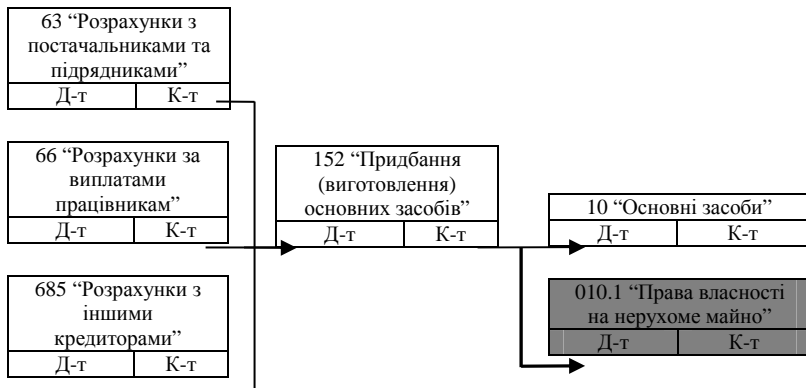 63 “Розрахунки з
постачальниками та
підрядниками”
Д-т К-т
66 “Розрахунки за
виплатами
працівникам”
Д-т К-т
685 “Розрахунки з
іншими
кредиторами”
Д-т К-т
152 “Придбання
(виготовлення)
основних засобів”
Д-т К-т
10 “Основні засоби”
Д-т К-т
010.1 “Права власності
на нерухоме майно”
Д-т К-т